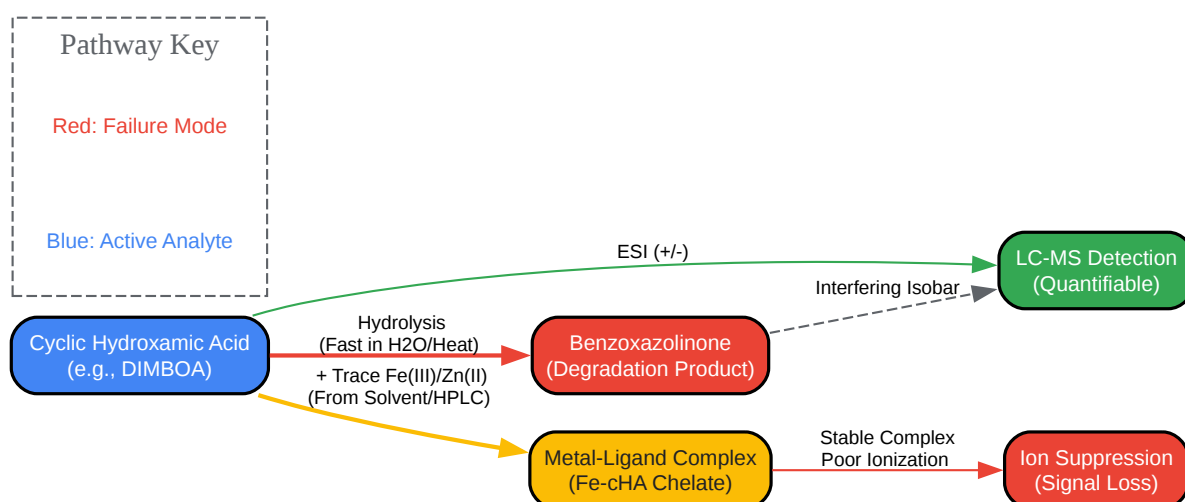 Pathway Key
Red: Failure Mode
Blue: Active Analyte
ESI (+/-)
LC-MS Detection
(Quantifiable)
Interfering Isobar
Cyclic Hydroxamic Acid
(e.g., DIMBOA)
Hydrolysis
(Fast in H2O/Heat)
Benzoxazolinone
(Degradation Product)
+ Trace Fe(III)/Zn(II)
(From Solvent/HPLC)
Metal-Ligand Complex
(Fe-cHA Chelate)
Stable Complex
Poor Ionization
Ion Suppression
(Signal Loss)